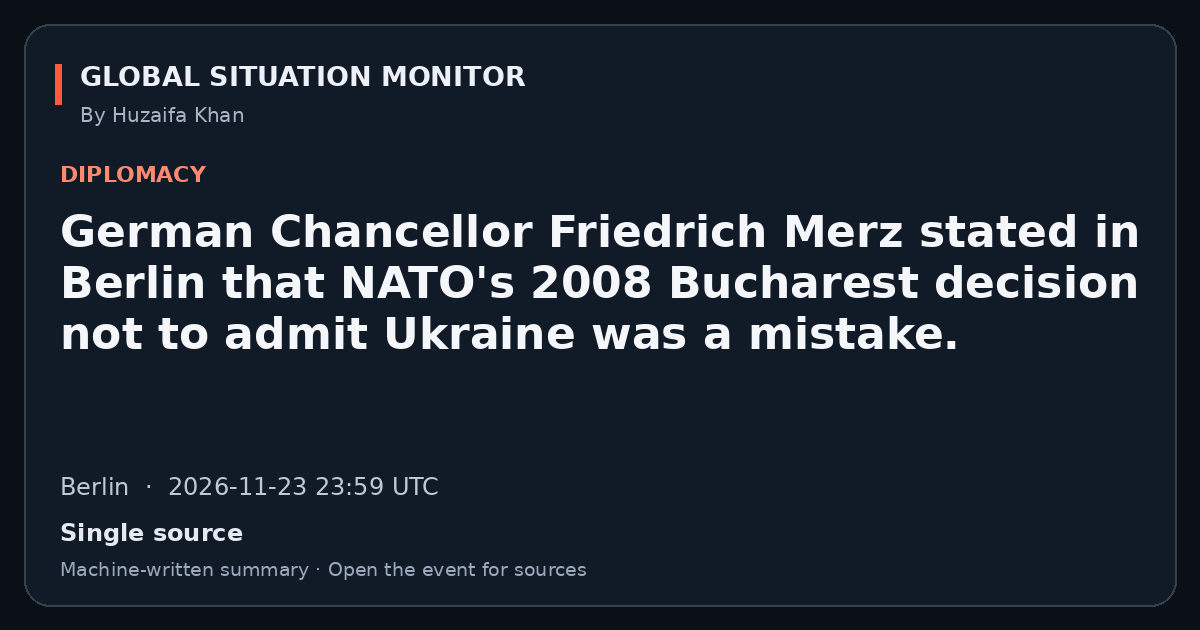 GLOBAL SITUATION MONITOR
By Huzaifa Khan
DIPLOMACY
German Chancellor Friedrich Merz stated in
Berlin that NATO's 2008 Bucharest decision
not to admit Ukraine was a mistake.
Berlin · 2026-11-23 23:59 UTC
Single source
Machine-written summary · Open the event for sources